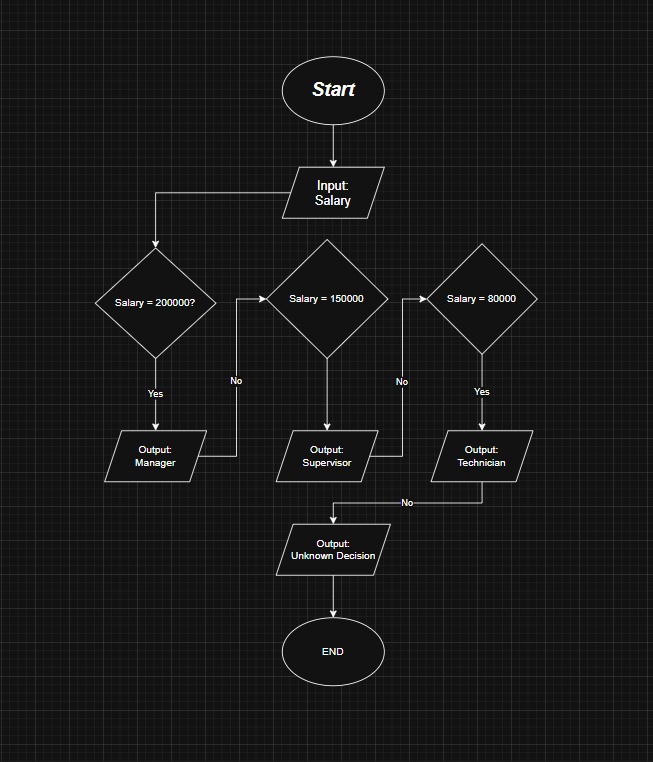 Start
Input:
Salary
Salary = 200000?
Salary = 150000
Salary = 80000
Yes
No
No
Yes
Output:
Manager
Output:
Supervisor
Output:
Technician
No
Output:
Unknown Decision
END